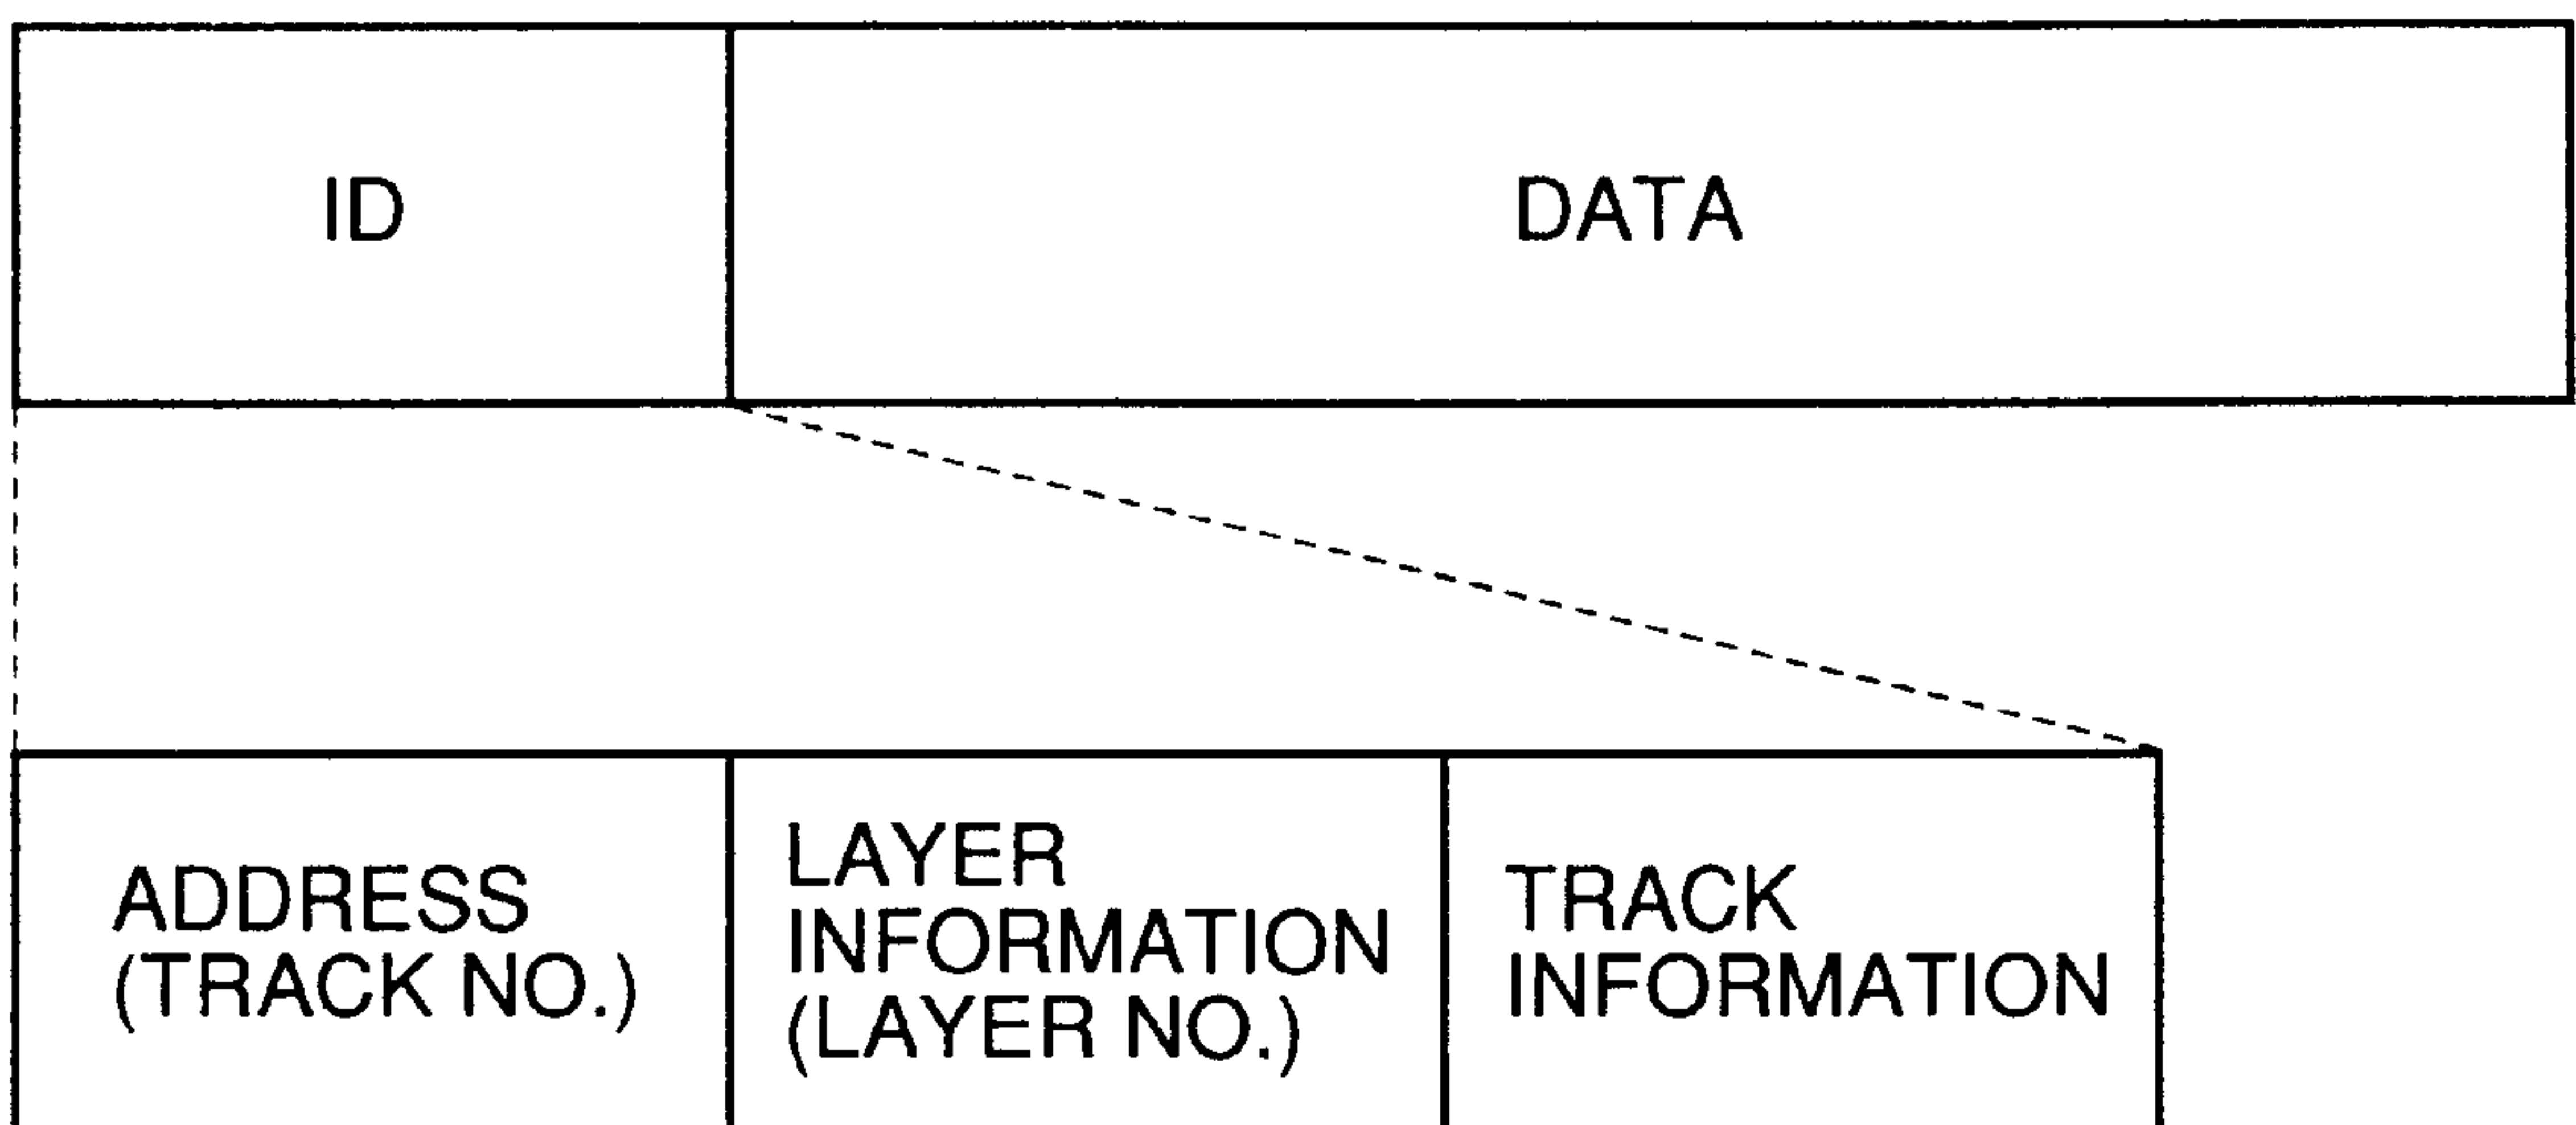 ID
DATA
ADDRESS
(TRACK NO.)
LAYER
INFORMATION
(LAYER NO.)
TRACK
INFORMATION